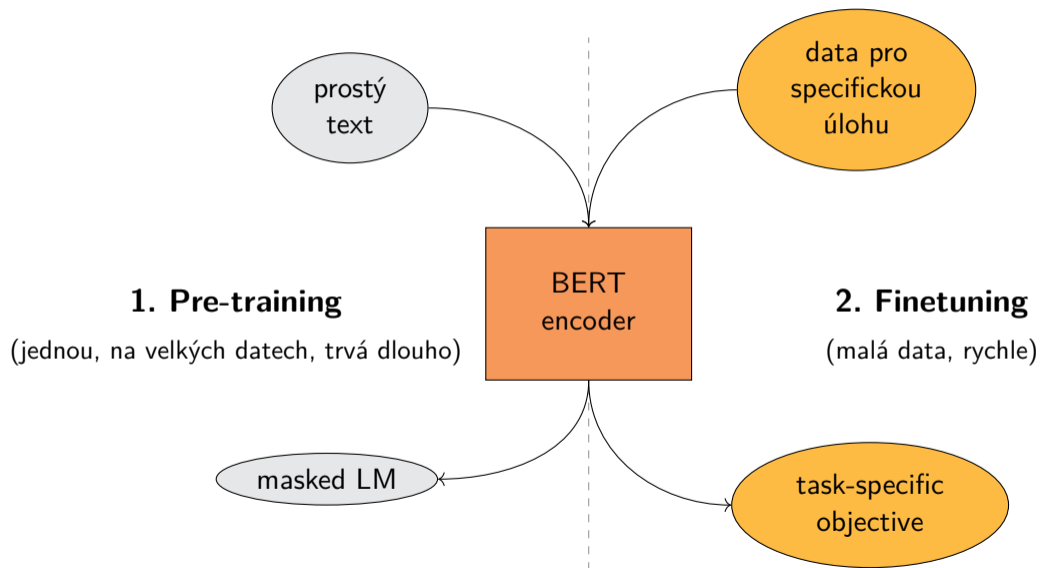 prostý
text
data pro
specifickou
úlohu
BERT
encoder
1. Pre-training
(jednou, na velkých datech, trvá dlouho)
2. Finetuning
(malá data, rychle)
masked LM
task-specific
objective